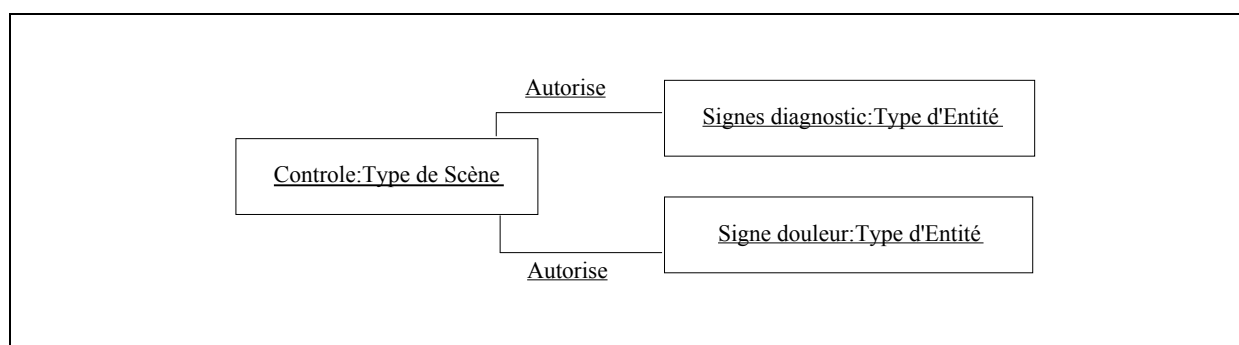 Autorise
Signes diagnostic:Type d'Entité
Controle:Type de Scène
Signe douleur:Type d'Entité
Autorise